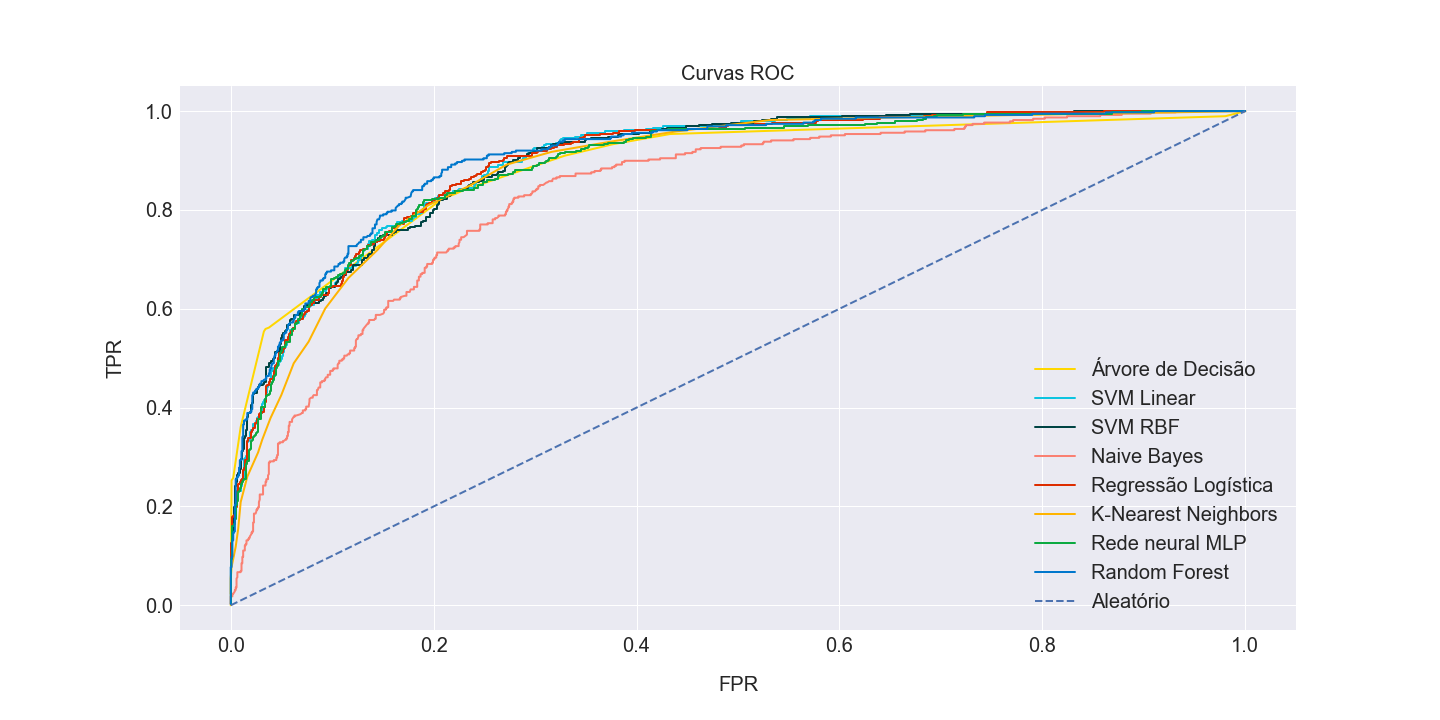 Curvas ROC
1.0
0.8
0.6
0.4
0.2
0.0
TPR
Árvore de Decisão
SVM Linear
SVM RBF
Naive Bayes
Regressão Logística
K-Nearest Neighbors
Rede neural MLP
Random Forest
Aleatório
0.0 0.2 0.4 0.6 0.8 1.0
FPR